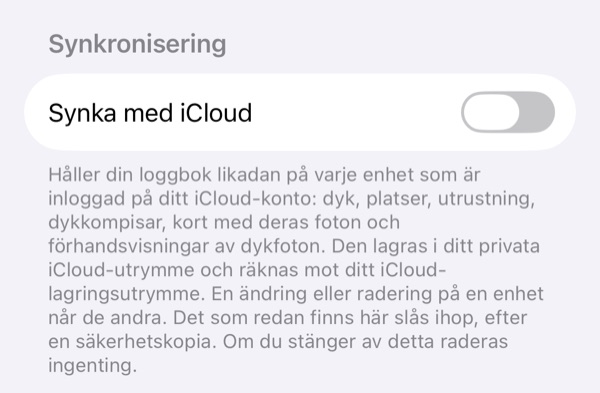 Synkronisering
Synka med iCloud
Håller din loggbok likadan på varje enhet som är
inloggad på ditt iCloud-konto: dyk, platser, utrustning,
dykkompisar, kort med deras foton och
förhandsvisningar av dykfoton. Den lagras i ditt privata
iCloud-utrymme och räknas mot ditt iCloud-
lagringsutrymme. En ändring eller radering på en enhet
når de andra. Det som redan finns här slås ihop, efter
en säkerhetskopia. Om du stänger av detta raderas
ingenting.